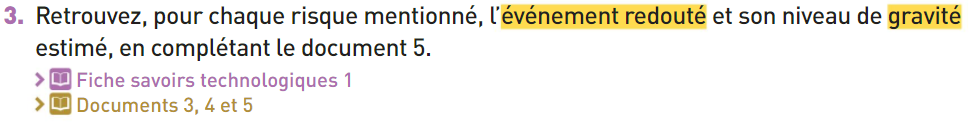 3. Retrouvez, pour chaque risque mentionné, l'événement redouté et son niveau de gravité
estimé, en complétant le document 5.
> Fiche savoirs technologiques 1
> Documents 3, 4 et 5